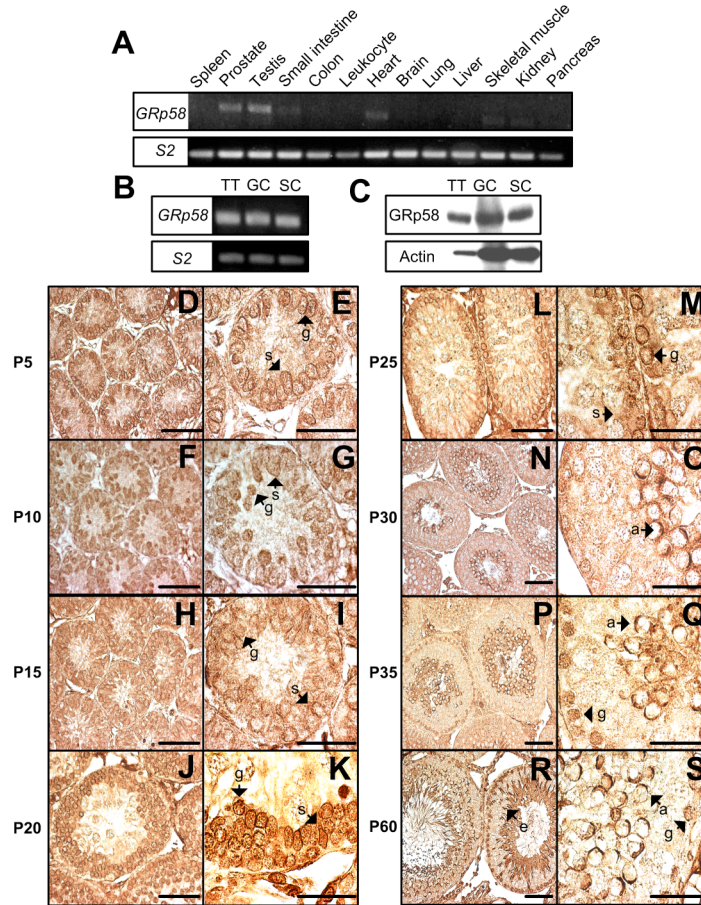 A
Spleen
Prostate
Testis
Small intestine
Colon
Leukocyte
Heart
Brain
Lung
Liver
Skeletal muscle
Kidney
Pancreas
GRp58
S2
B
TT GC SC
GRp58
S2
C
TT GC SC
GRp58
Actin
P5
D
E
g
s
P10
F
G
s
g
P15
H
I
g
s
P20
J
K
g
s
P25
L
M
g
s
P30
N
O
a
P35
P
Q
a
g
P60
R
e
S
a
g